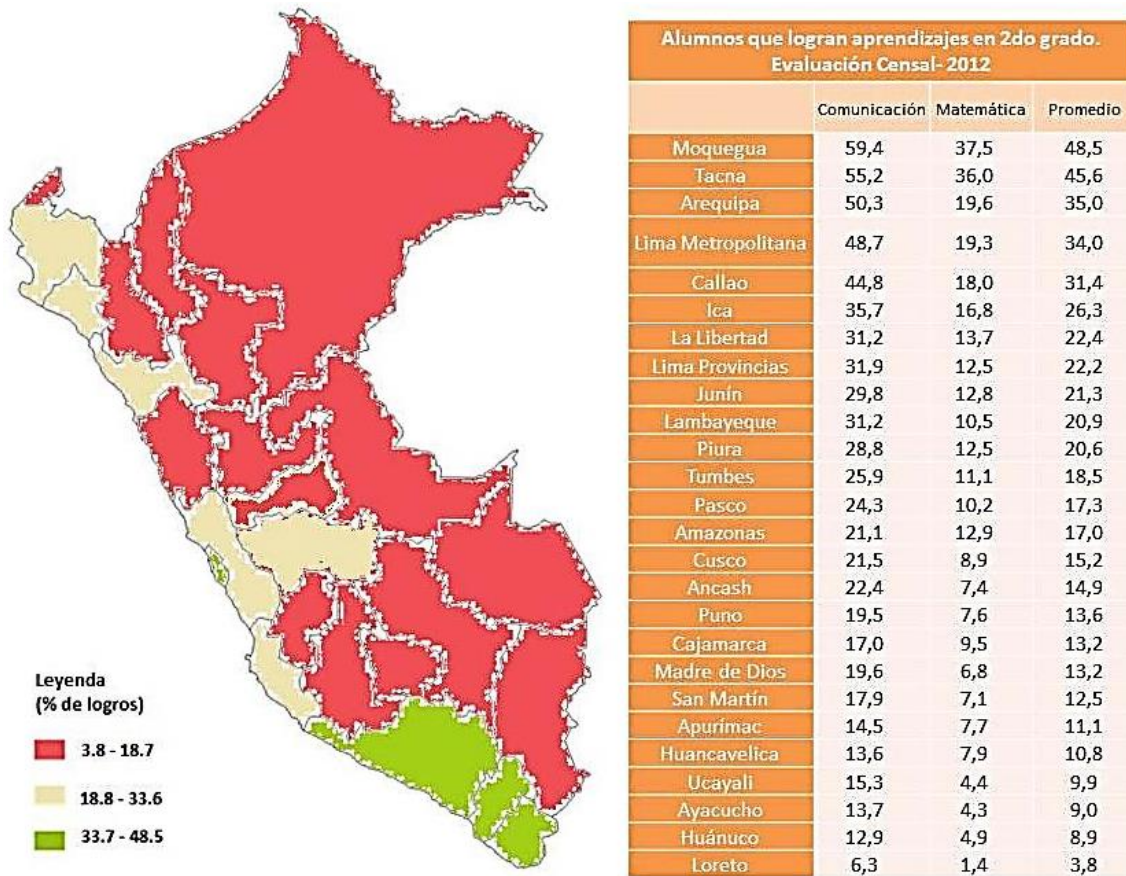 Alumnos que logran aprendizajes en 2do grado.
Evaluación Censal- 2012
Comunicación Matemática Promedio
Moquegua 59,4 37,5 48,5
Tacna 55,2 36,0 45,6
Arequipa 50,3 19,6 35,0
Lima Metropolitana 48,7 19,3 34,0
Callao 44,8 18,0 31,4
Ica 35,7 16,8 26,3
La Libertad 31,2 13,7 22,4
Lima Provincias 31,9 12,5 22,2
Junín 29,8 12,8 21,3
Lambayeque 31,2 10,5 20,9
Piura 28,8 12,5 20,6
Tumbes 25,9 11,1 18,5
Pasco 24,3 10,2 17,3
Amazonas 21,1 12,9 17,0
Cusco 21,5 8,9 15,2
Ancash 22,4 7,4 14,9
Puno 19,5 7,6 13,6
Cajamarca 17,0 9,5 13,2
Madre de Dios 19,6 6,8 13,2
San Martín 17,9 7,1 12,5
Apurímac 14,5 7,7 11,1
Huancavelica 13,6 7,9 10,8
Ucayali 15,3 4,4 9,9
Ayacucho 13,7 4,3 9,0
Huánuco 12,9 4,9 8,9
Loreto 6,3 1,4 3,8
Leyenda
(% de logros)
3.8 - 18.7
18.8 - 33.6
33.7 - 48.5